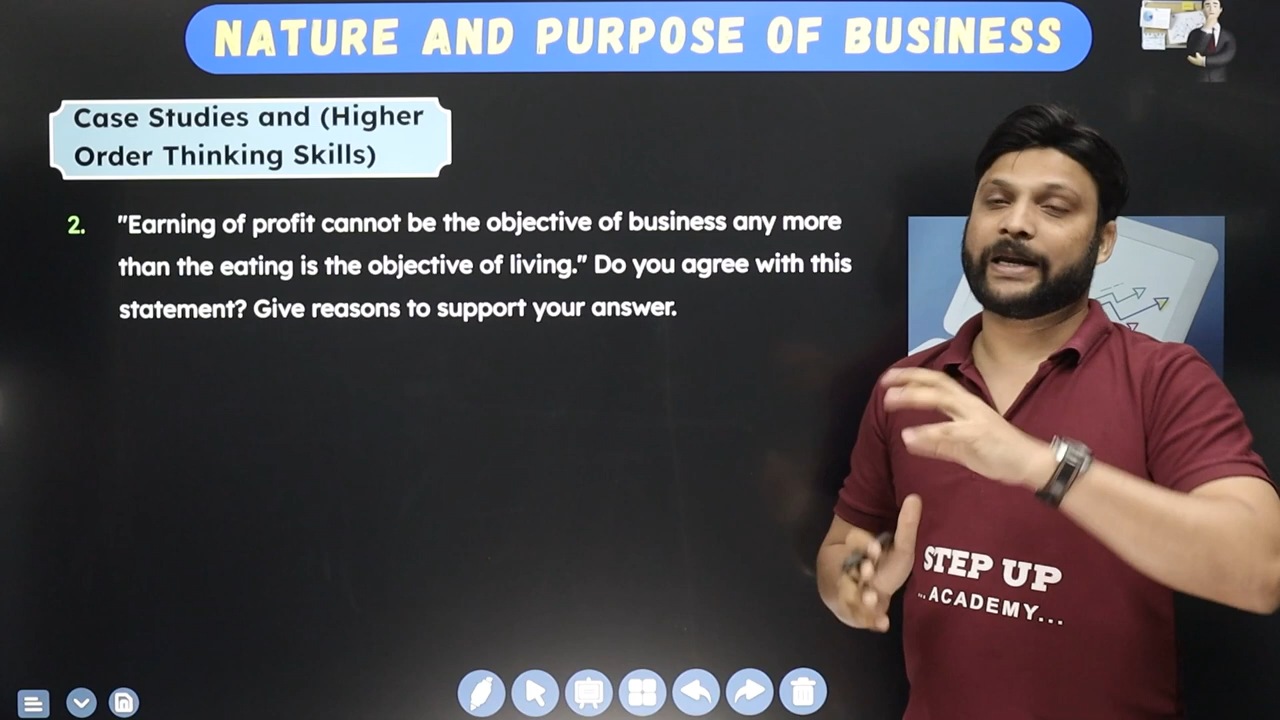 NATURE AND PURPOSE OF BUSINESS
Case Studies and (Higher
Order Thinking Skills)
2. "Earning of profit cannot be the objective of business any more
than the eating is the objective of living." Do you agree with this
statement? Give reasons to support your answer.
STEP UP
...ACADEMY...